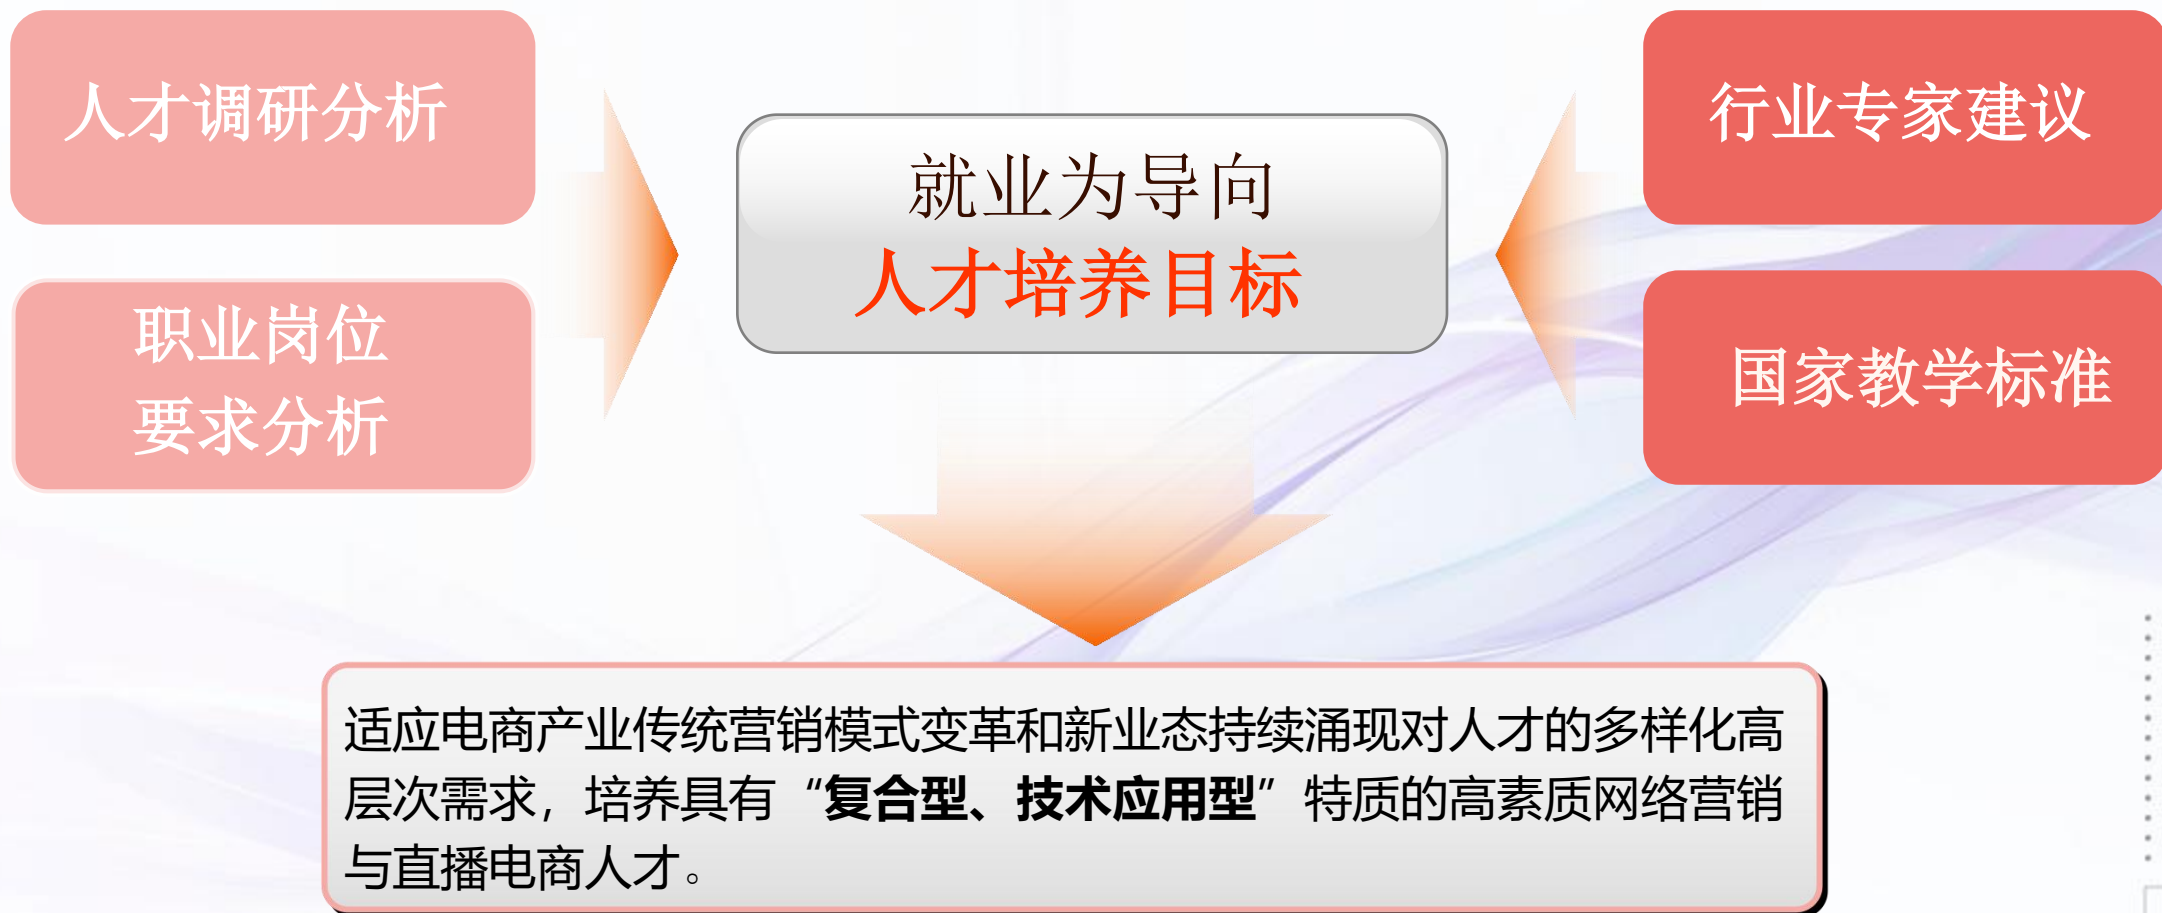 人才调研分析
职业岗位
要求分析
就业为导向
人才培养目标
行业专家建议
国家教学标准
适应电商产业传统营销模式变革和新业态持续涌现对人才的多样化高
层次需求，培养具有“复合型、技术应用型”特质的高素质网络营销
与直播电商人才。